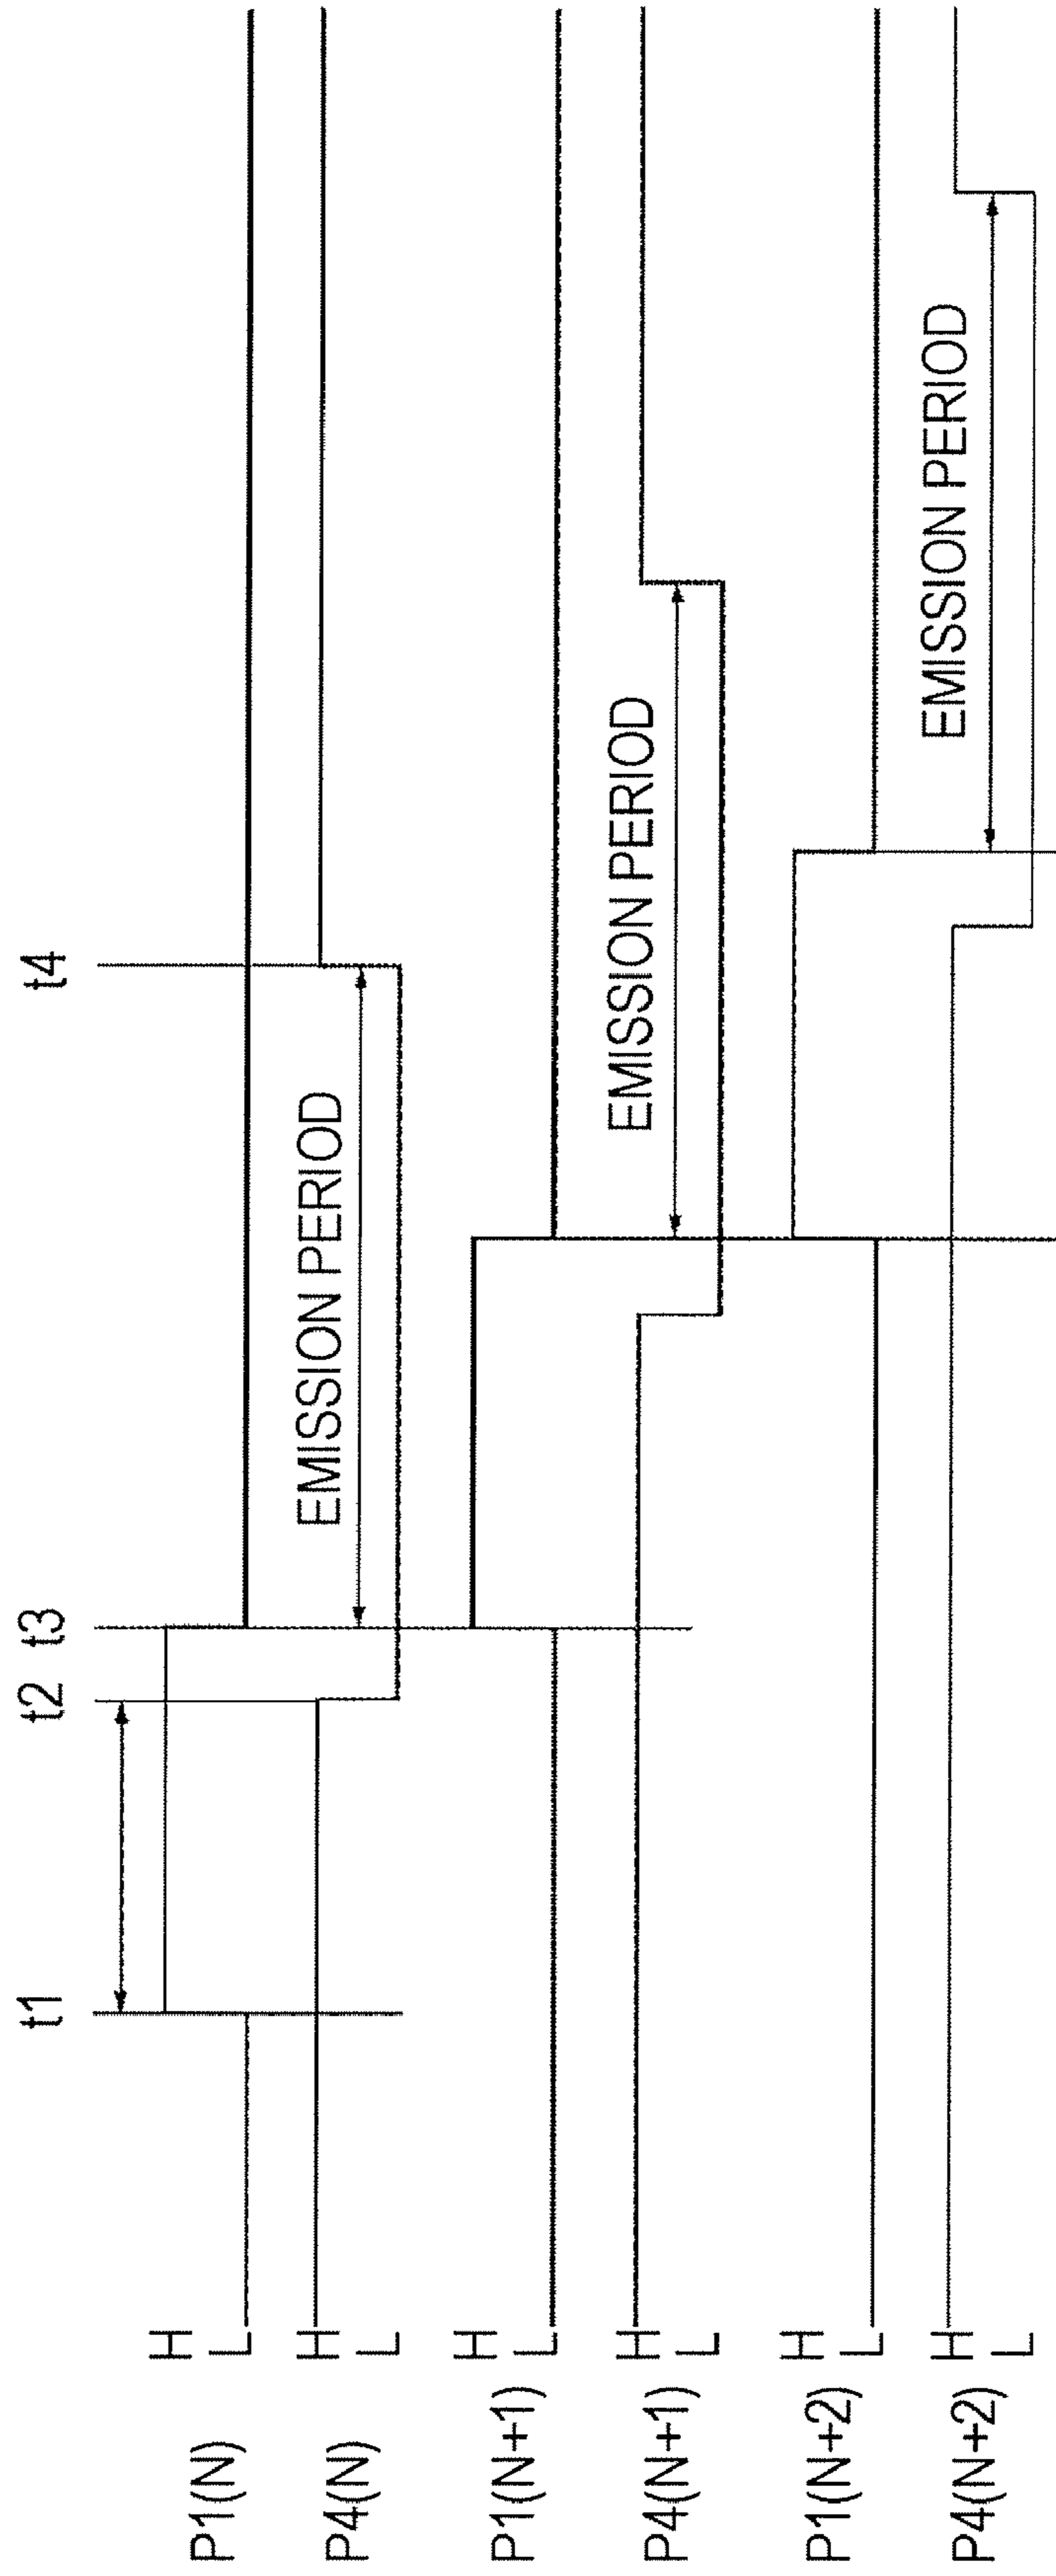 t1 t2 t3 t4
P1(N) H L
P4(N) H L
EMISSION PERIOD
P1(N+1) H L
P4(N+1) H L
EMISSION PERIOD
P1(N+2) H L
P4(N+2) H L
EMISSION PERIOD